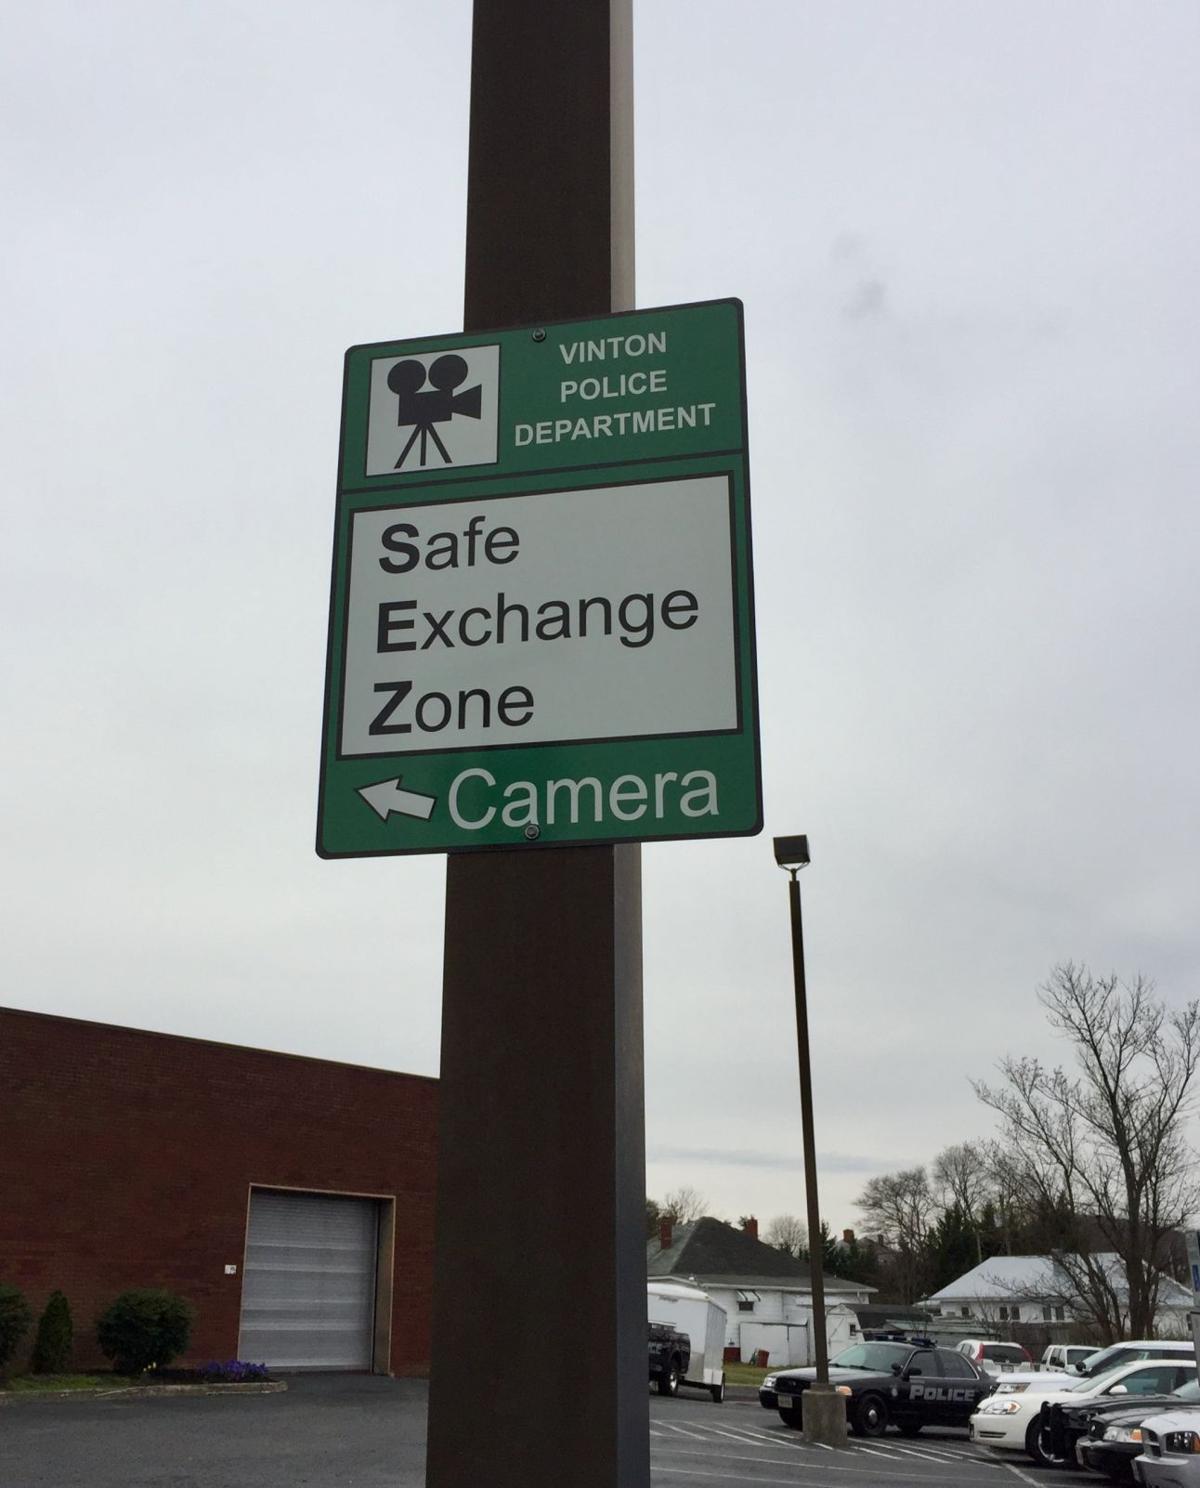 VINTON
POLICE
DEPARTMENT
Safe
Exchange
Zone
Camera
POLICE